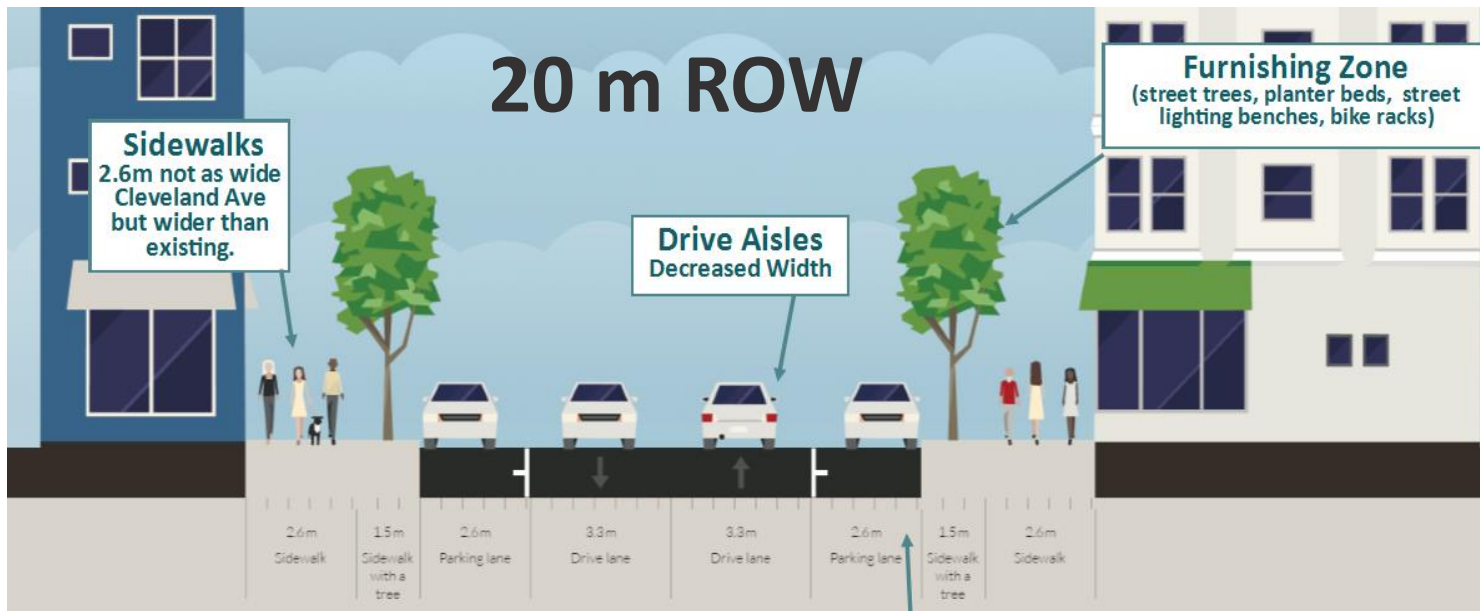 20 m ROW
Sidewalks
2.6m not as wide
Cleveland Ave
but wider than
existing.
Drive Aisles
Decreased Width
Furnishing Zone
(street trees, planter beds, street
lighting benches, bike racks)
2.6m
Sidewalk
1.5m
Sidewalk
with a
tree
2.6m
Parking lane
3.3m
Drive lane
3.3m
Drive lane
2.6m
Parking lane
1.5m
Sidewalk
with a
tree
2.6m
Sidewalk